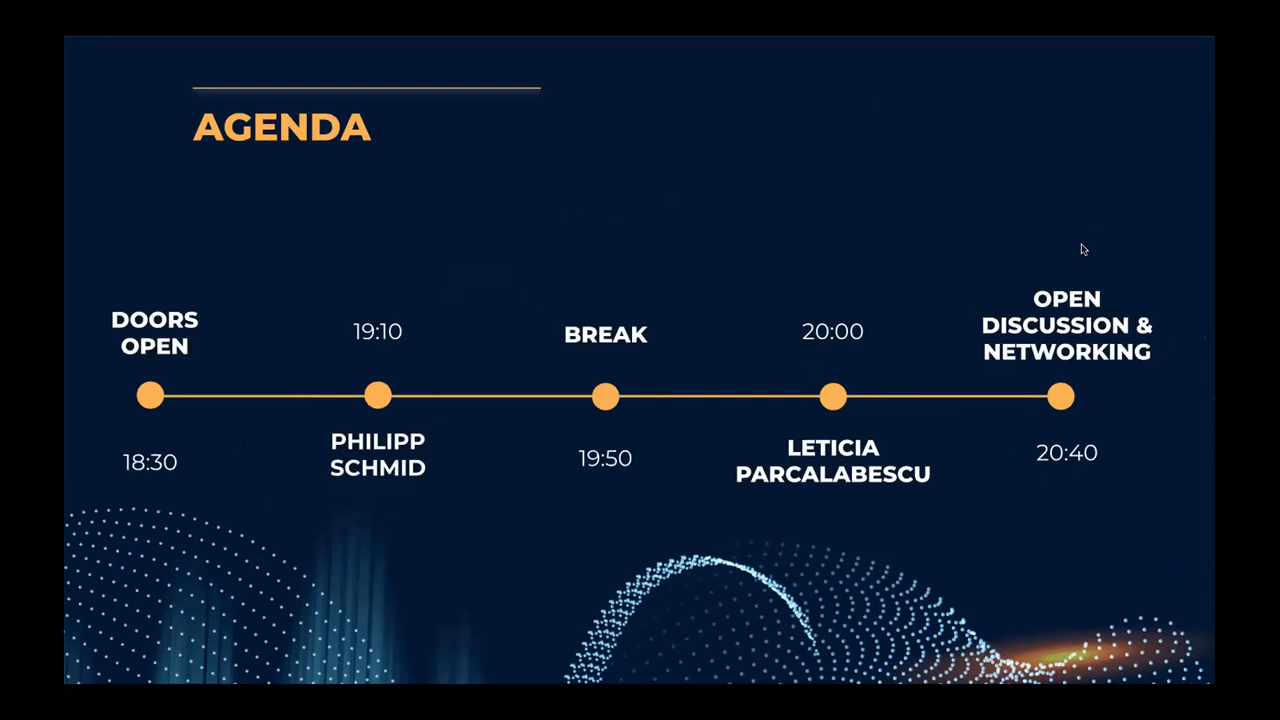 AGENDA
DOORS
OPEN
18:30
19:10
PHILIPP
SCHMID
BREAK
19:50
20:00
LETICIA
PARCALABESCU
OPEN
DISCUSSION &
NETWORKING
20:40